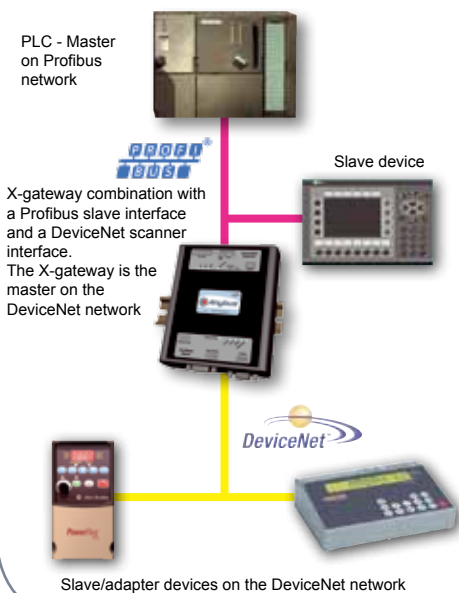 PLC - Master
on Profibus
network
PROFI
BUS®
Slave device
X-gateway combination with
a Profibus slave interface
and a DeviceNet scanner
interface.
The X-gateway is the
master on the
DeviceNet network
Anybus
DeviceNet
Slave/adapter devices on the DeviceNet network